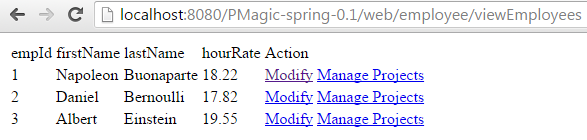 localhost:8080/PMagic-spring-0.1/web/employee/viewEmployees
empId firstName lastName hourRate Action
1 Napoleon Buonaparte 18.22 Modify Manage Projects
2 Daniel Bernoulli 17.82 Modify Manage Projects
3 Albert Einstein 19.55 Modify Manage Projects